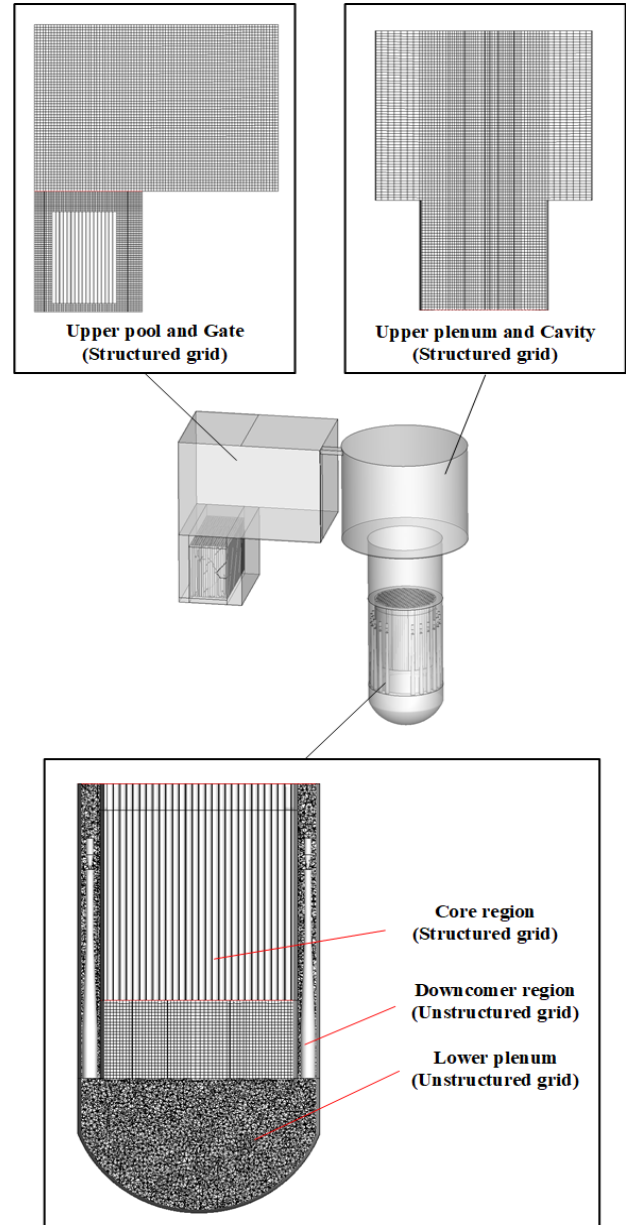 Upper pool and Gate
(Structured grid)
Upper plenum and Cavity
(Structured grid)
Core region
(Structured grid)
Downcomer region
(Unstructured grid)
Lower plenum
(Unstructured grid)